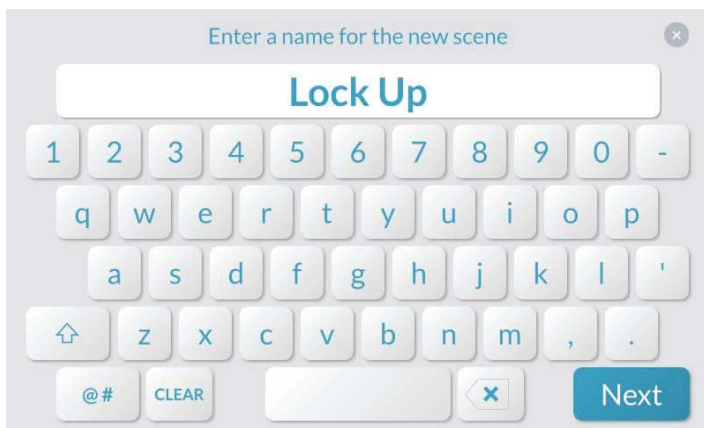 Enter a name for the new scene
Lock Up
1 2 3 4 5 6 7 8 9 0 -
q w e r t y u i o p
a s d f g h j k l '
z x c v b n m , .
@# CLEAR Next